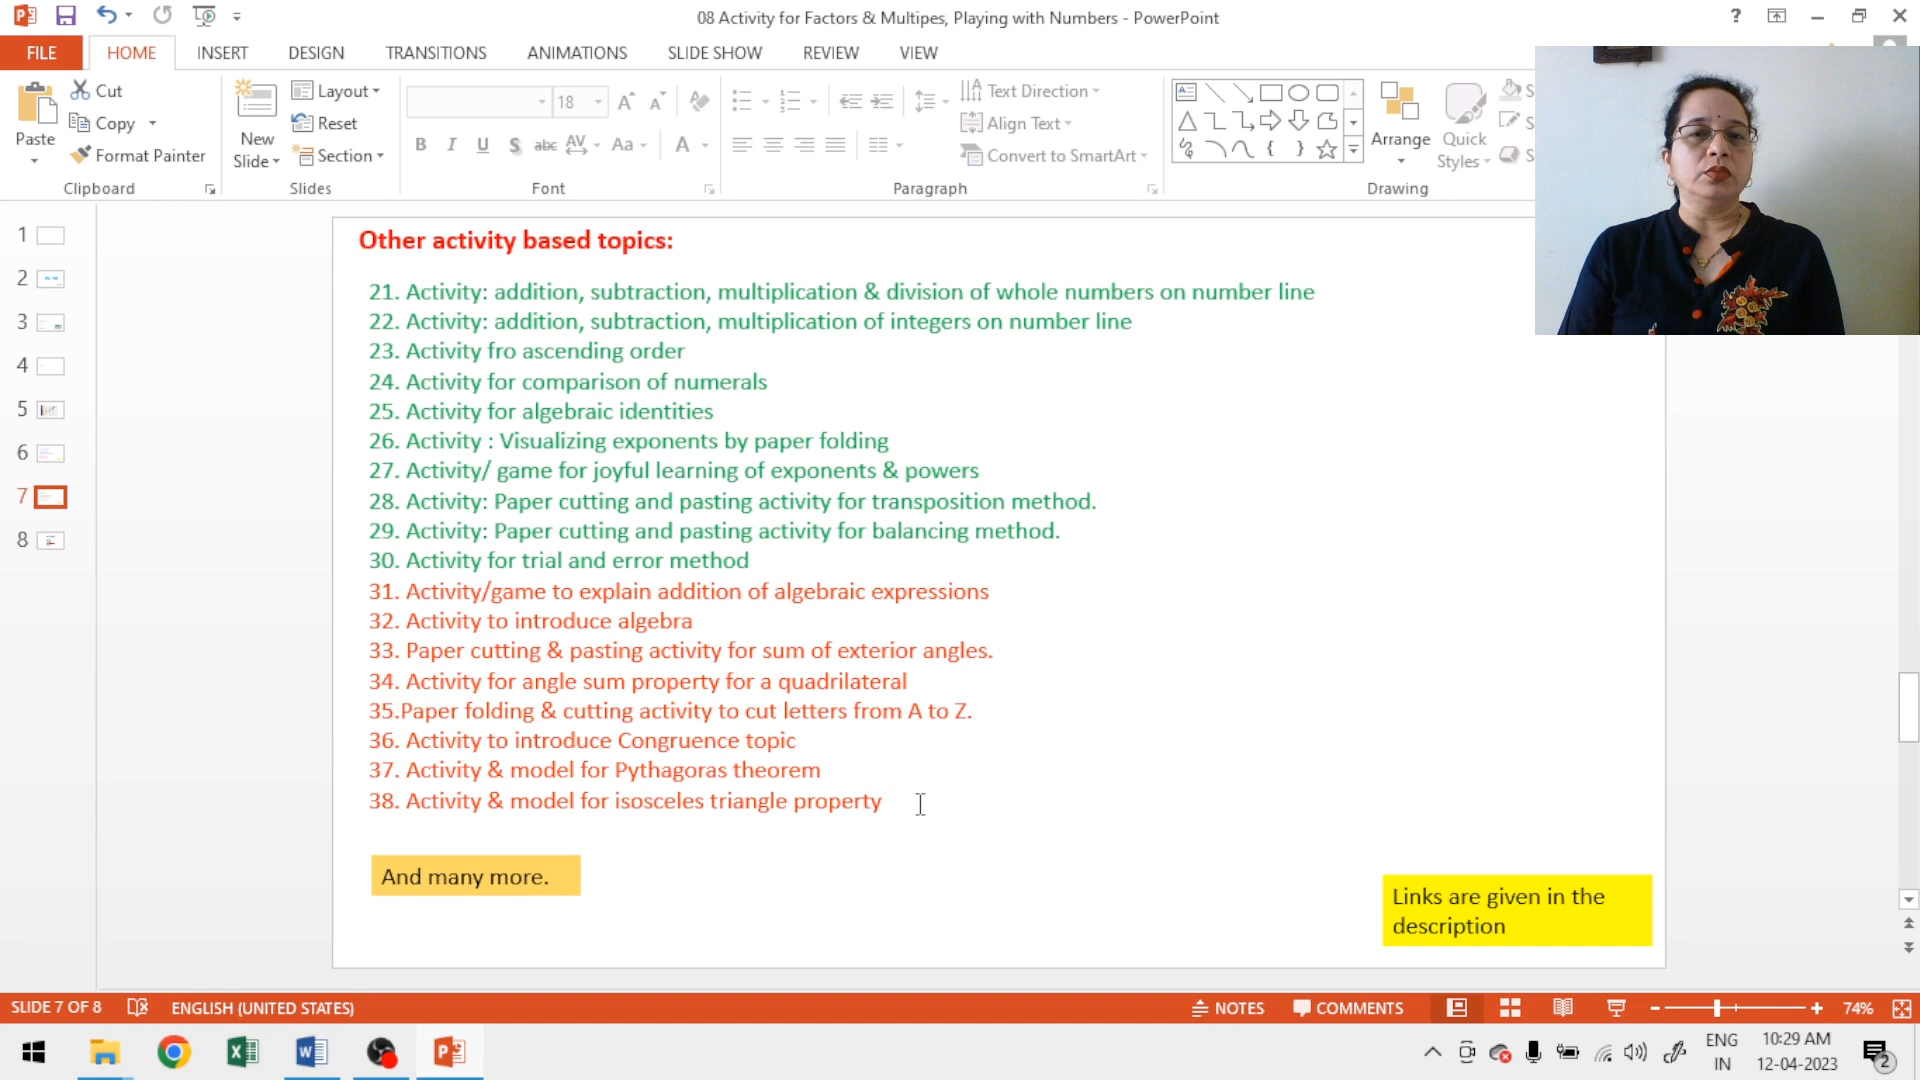 08 Activity for Factors & Multipes, Playing with Numbers - PowerPoint
FILE HOME INSERT DESIGN TRANSITIONS ANIMATIONS SLIDE SHOW REVIEW VIEW
Paste
Cut
Copy
Format Painter
Clipboard
New
Slide
Layout
Reset
Section
Slides
18
Font
Text Direction
Align Text
Convert to SmartArt
Paragraph
Arrange
Quick
Styles
Drawing
1
2
3
4
5
6
7
8
Other activity based topics:
21. Activity: addition, subtraction, multiplication & division of whole numbers on number line
22. Activity: addition, subtraction, multiplication of integers on number line
23. Activity fro ascending order
24. Activity for comparison of numerals
25. Activity for algebraic identities
26. Activity : Visualizing exponents by paper folding
27. Activity/ game for joyful learning of exponents & powers
28. Activity: Paper cutting and pasting activity for transposition method.
29. Activity: Paper cutting and pasting activity for balancing method.
30. Activity for trial and error method
31. Activity/game to explain addition of algebraic expressions
32. Activity to introduce algebra
33. Paper cutting & pasting activity for sum of exterior angles.
34. Activity for angle sum property for a quadrilateral
35.Paper folding & cutting activity to cut letters from A to Z.
36. Activity to introduce Congruence topic
37. Activity & model for Pythagoras theorem
38. Activity & model for isosceles triangle property
And many more.
Links are given in the
description
SLIDE 7 OF 8 ENGLISH (UNITED STATES) NOTES COMMENTS 74%
ENG
IN
10:29 AM
12-04-2023
2